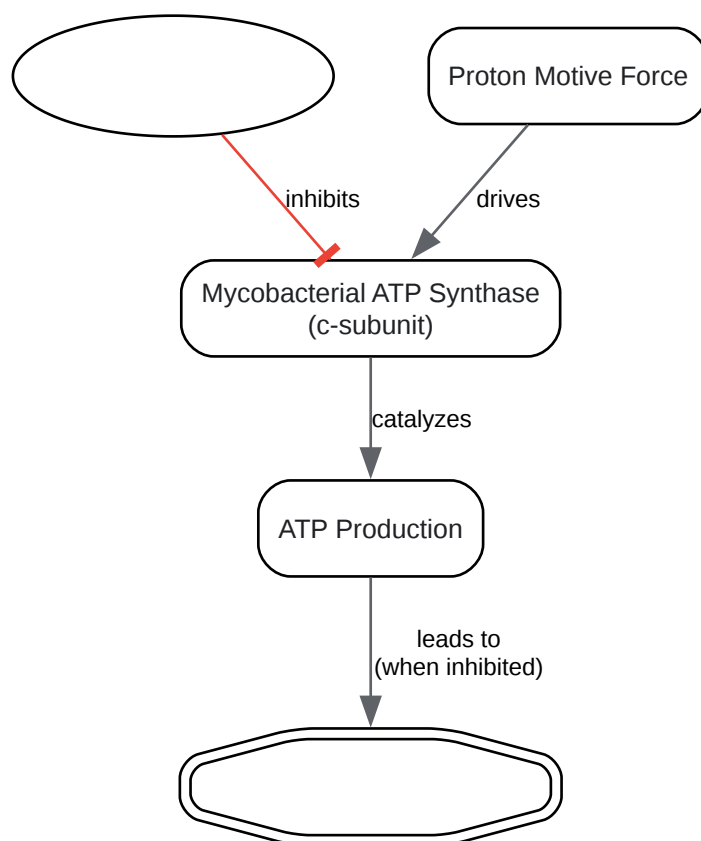 Proton Motive Force
inhibits
drives
Mycobacterial ATP Synthase
(c-subunit)
catalyzes
ATP Production
leads to
(when inhibited)